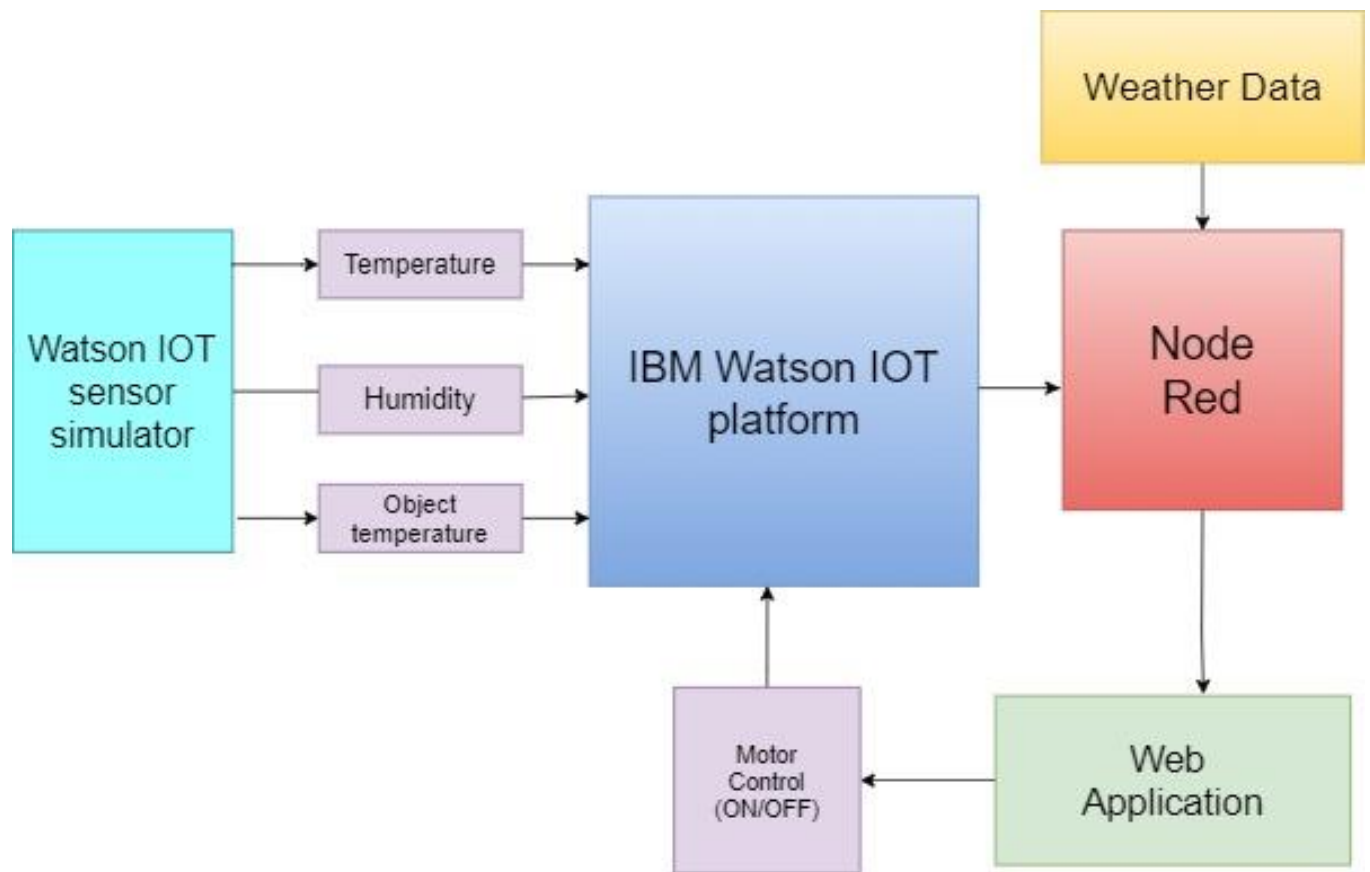 Weather Data
Watson IOT
sensor
simulator
Temperature
Humidity
Object
temperature
IBM Watson IOT
platform
Node
Red
Motor
Control
(ON/OFF)
Web
Application